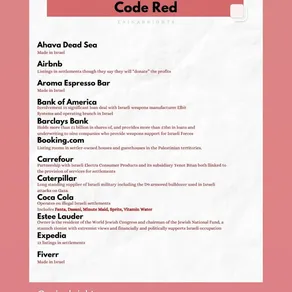 Code Red
Ahava Dead Sea
Made in Israel
Airbnb
Listings in settlements though they say they will "donate" the profits
Aroma Espresso Bar
Made in Israel
Bank of America
Involvement in significant loan deal with Israeli weapons manufacturer Elbit
Systems and operating branch in Israel
Barclays Bank
Holds more than £1 billion in shares of, and provides more than £3bn in loans and
underwriting to nine companies who provide weapons support for Israeli Forces
Booking.com
Listing rooms in settler-owned houses and guesthouses in the Palestinian territories.
Carrefour
Partnership with Israeli Electra Consumer Products and its subsidiary Yenot Bitan both linked to
the provision of services for settlements
Caterpillar
Long standing supplier of Israeli military including the D9 armored bulldozer used in Israeli
attacks on Gaza
Coca Cola
Operates on illegal Israeli settlements
Includes Fanta, Dasani, Minute Maid, Sprite, Vitamin Water
Estee Lauder
Owner is the resident of the World Jewish Congress and chairman of the Jewish National Fund, a
zionist with extreme views and financially and politically supports Israeli occupation
Expedia
12 listings in settlements
Fiverr
Made in Israel